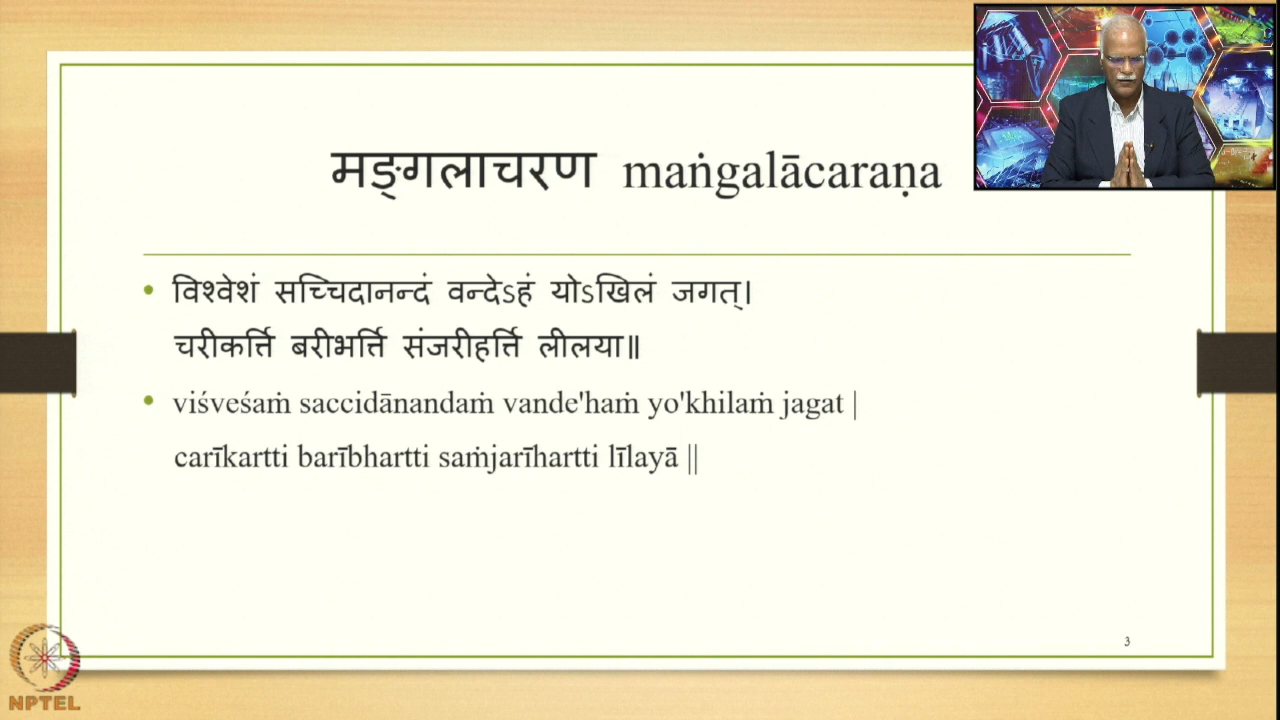 मङ्गलाचरण maṅgalācaraṇa
• विश्वेशं सच्चिदानन्दं वन्देऽहं योऽखिलं जगत्।
चरीकर्त्ति बरीभर्त्ति संजरीहर्त्ति लीलया॥
• viśveśaṁ saccidānandaṁ vande'haṁ yo'khilaṁ jagat |
carīkartti barībhartti saṁjarīhartti līlayā ||
3
NPTEL